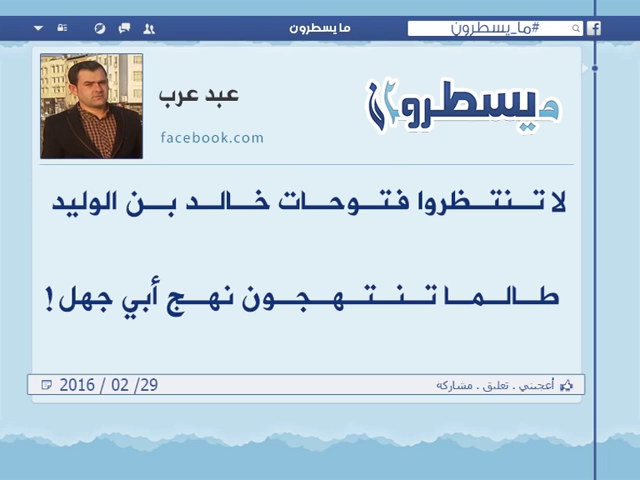 ما يسطرون
#ما_يسطرون
ما يسطرون
عبد عرب
facebook.com
لا تنتظروا فتوحات خالد بن الوليد
طالما تنتهجون نهج أبي جهل!
أعجبني . تعليق . مشاركه
29/ 02 / 2016